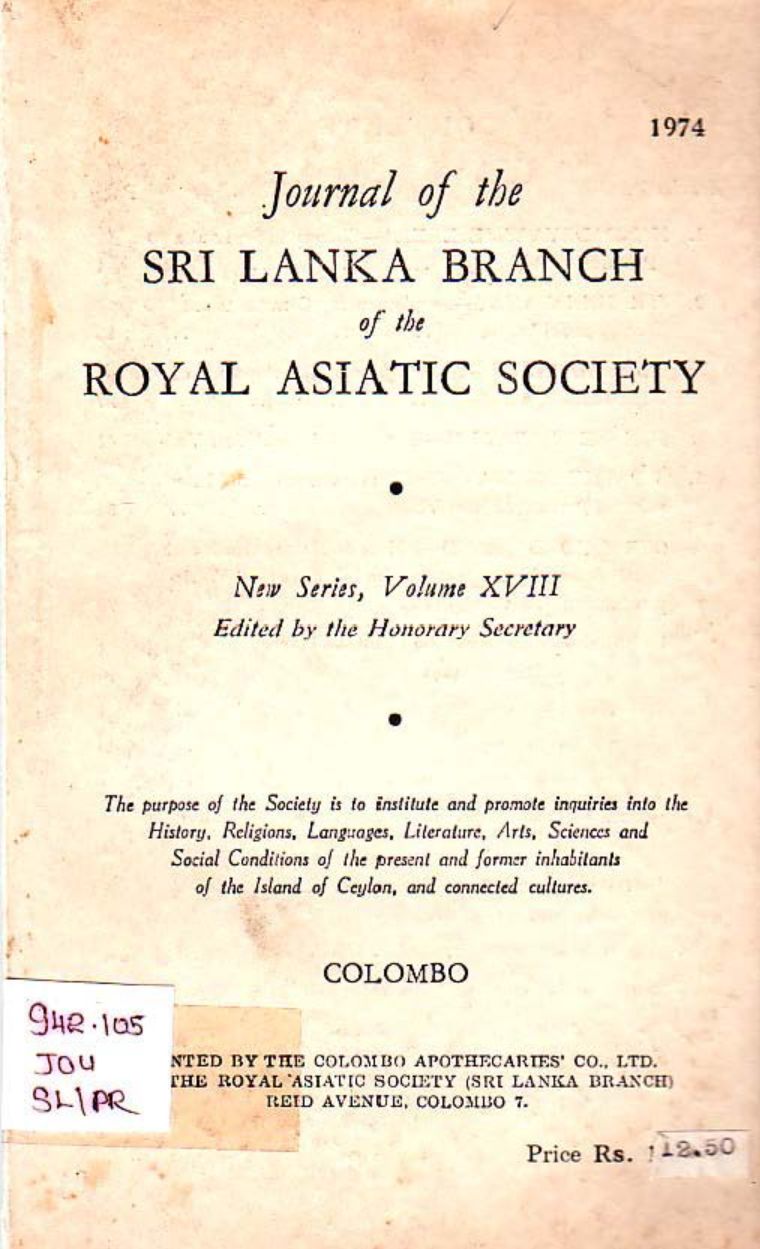 1974
Journal of the
SRI LANKA BRANCH
of the
ROYAL ASIATIC SOCIETY
New Series, Volume XVIII
Edited by the Honorary Secretary
The purpose of the Society is to institute and promote inquiries into the
History, Religions, Languages, Literature, Arts, Sciences and
Social Conditions of the present and former inhabitants
of the Island of Ceylon, and connected cultures.
COLOMBO
942.105
JOU
SL\PR
NTED BY THE COLOMBO APOTHECARIES' CO., LTD.
THE ROYAL ASIATIC SOCIETY (SRI LANKA BRANCH)
REID AVENUE, COLOMBO 7.
Price Rs. 12.50